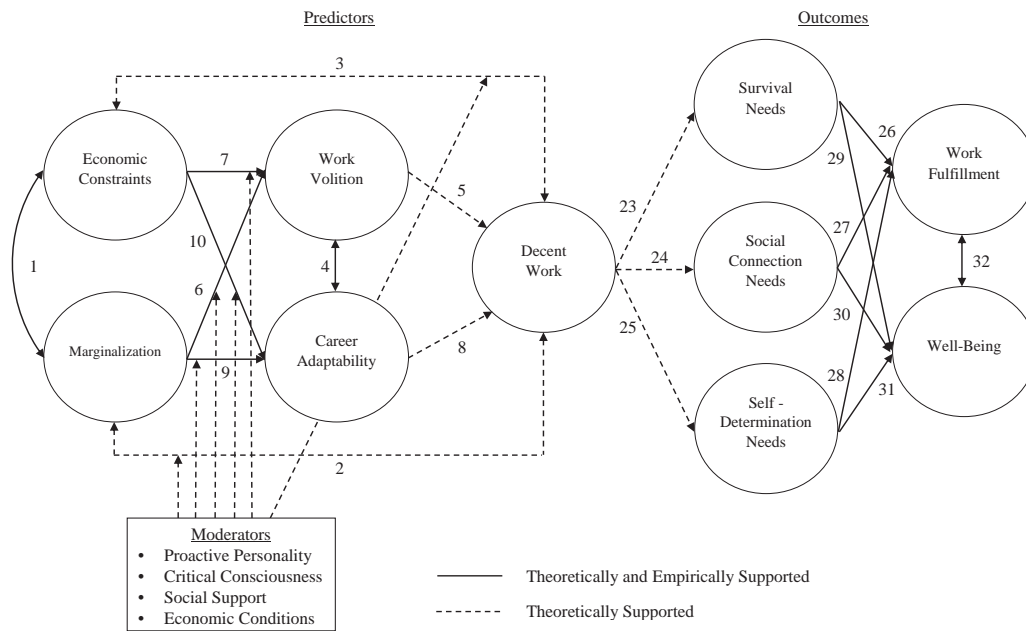 Predictors
Outcomes
3
Survival
Needs
Economic
Constraints
7
Work
Volition
26
29
Work
Fulfillment
5
23
27
10
Decent
Work
Social
Connection
Needs
24
1
4
32
6
30
25
Marginalization
Career
Adaptability
8
Well-Being
9
28
31
Self -
Determination
Needs
2
Moderators
• Proactive Personality
• Critical Consciousness
• Social Support
• Economic Conditions
Theoretically and Empirically Supported
Theoretically Supported